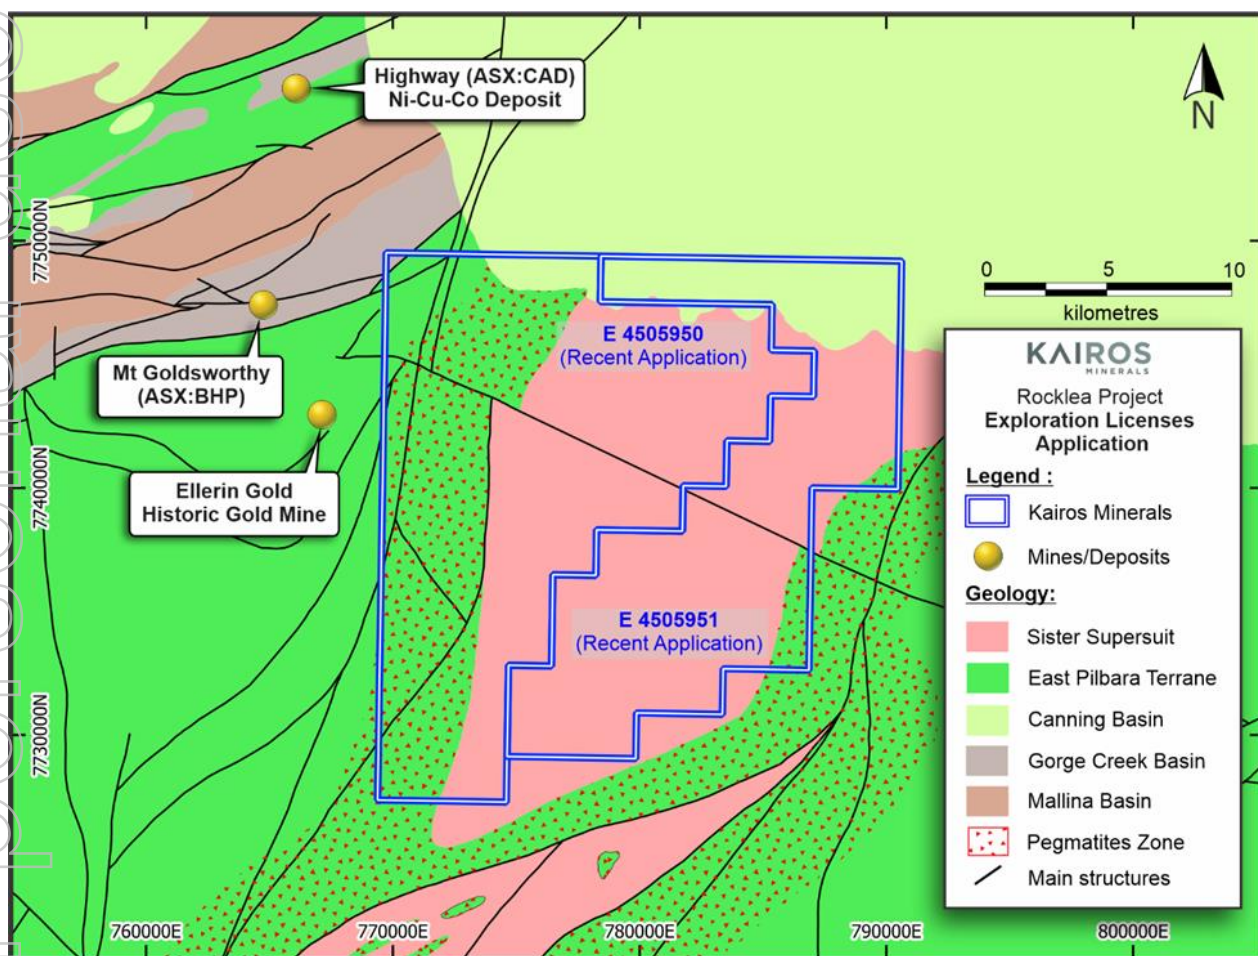 Highway (ASX:CAD)
Ni-Cu-Co Deposit
N
7750000N
0 5 10
kilometres
E 4505950
(Recent Application)
Mt Goldsworthy
(ASX:BHP)
Ellerin Gold
Historic Gold Mine
7740000N
E 4505951
(Recent Application)
7730000N
KAIROS
MINERALS
Rocklea Project
Exploration Licenses
Application
Legend :
Kairos Minerals
Mines/Deposits
Geology:
Sister Supersuit
East Pilbara Terrane
Canning Basin
Gorge Creek Basin
Mallina Basin
Pegmatites Zone
Main structures
760000E 770000E 780000E 790000E 800000E